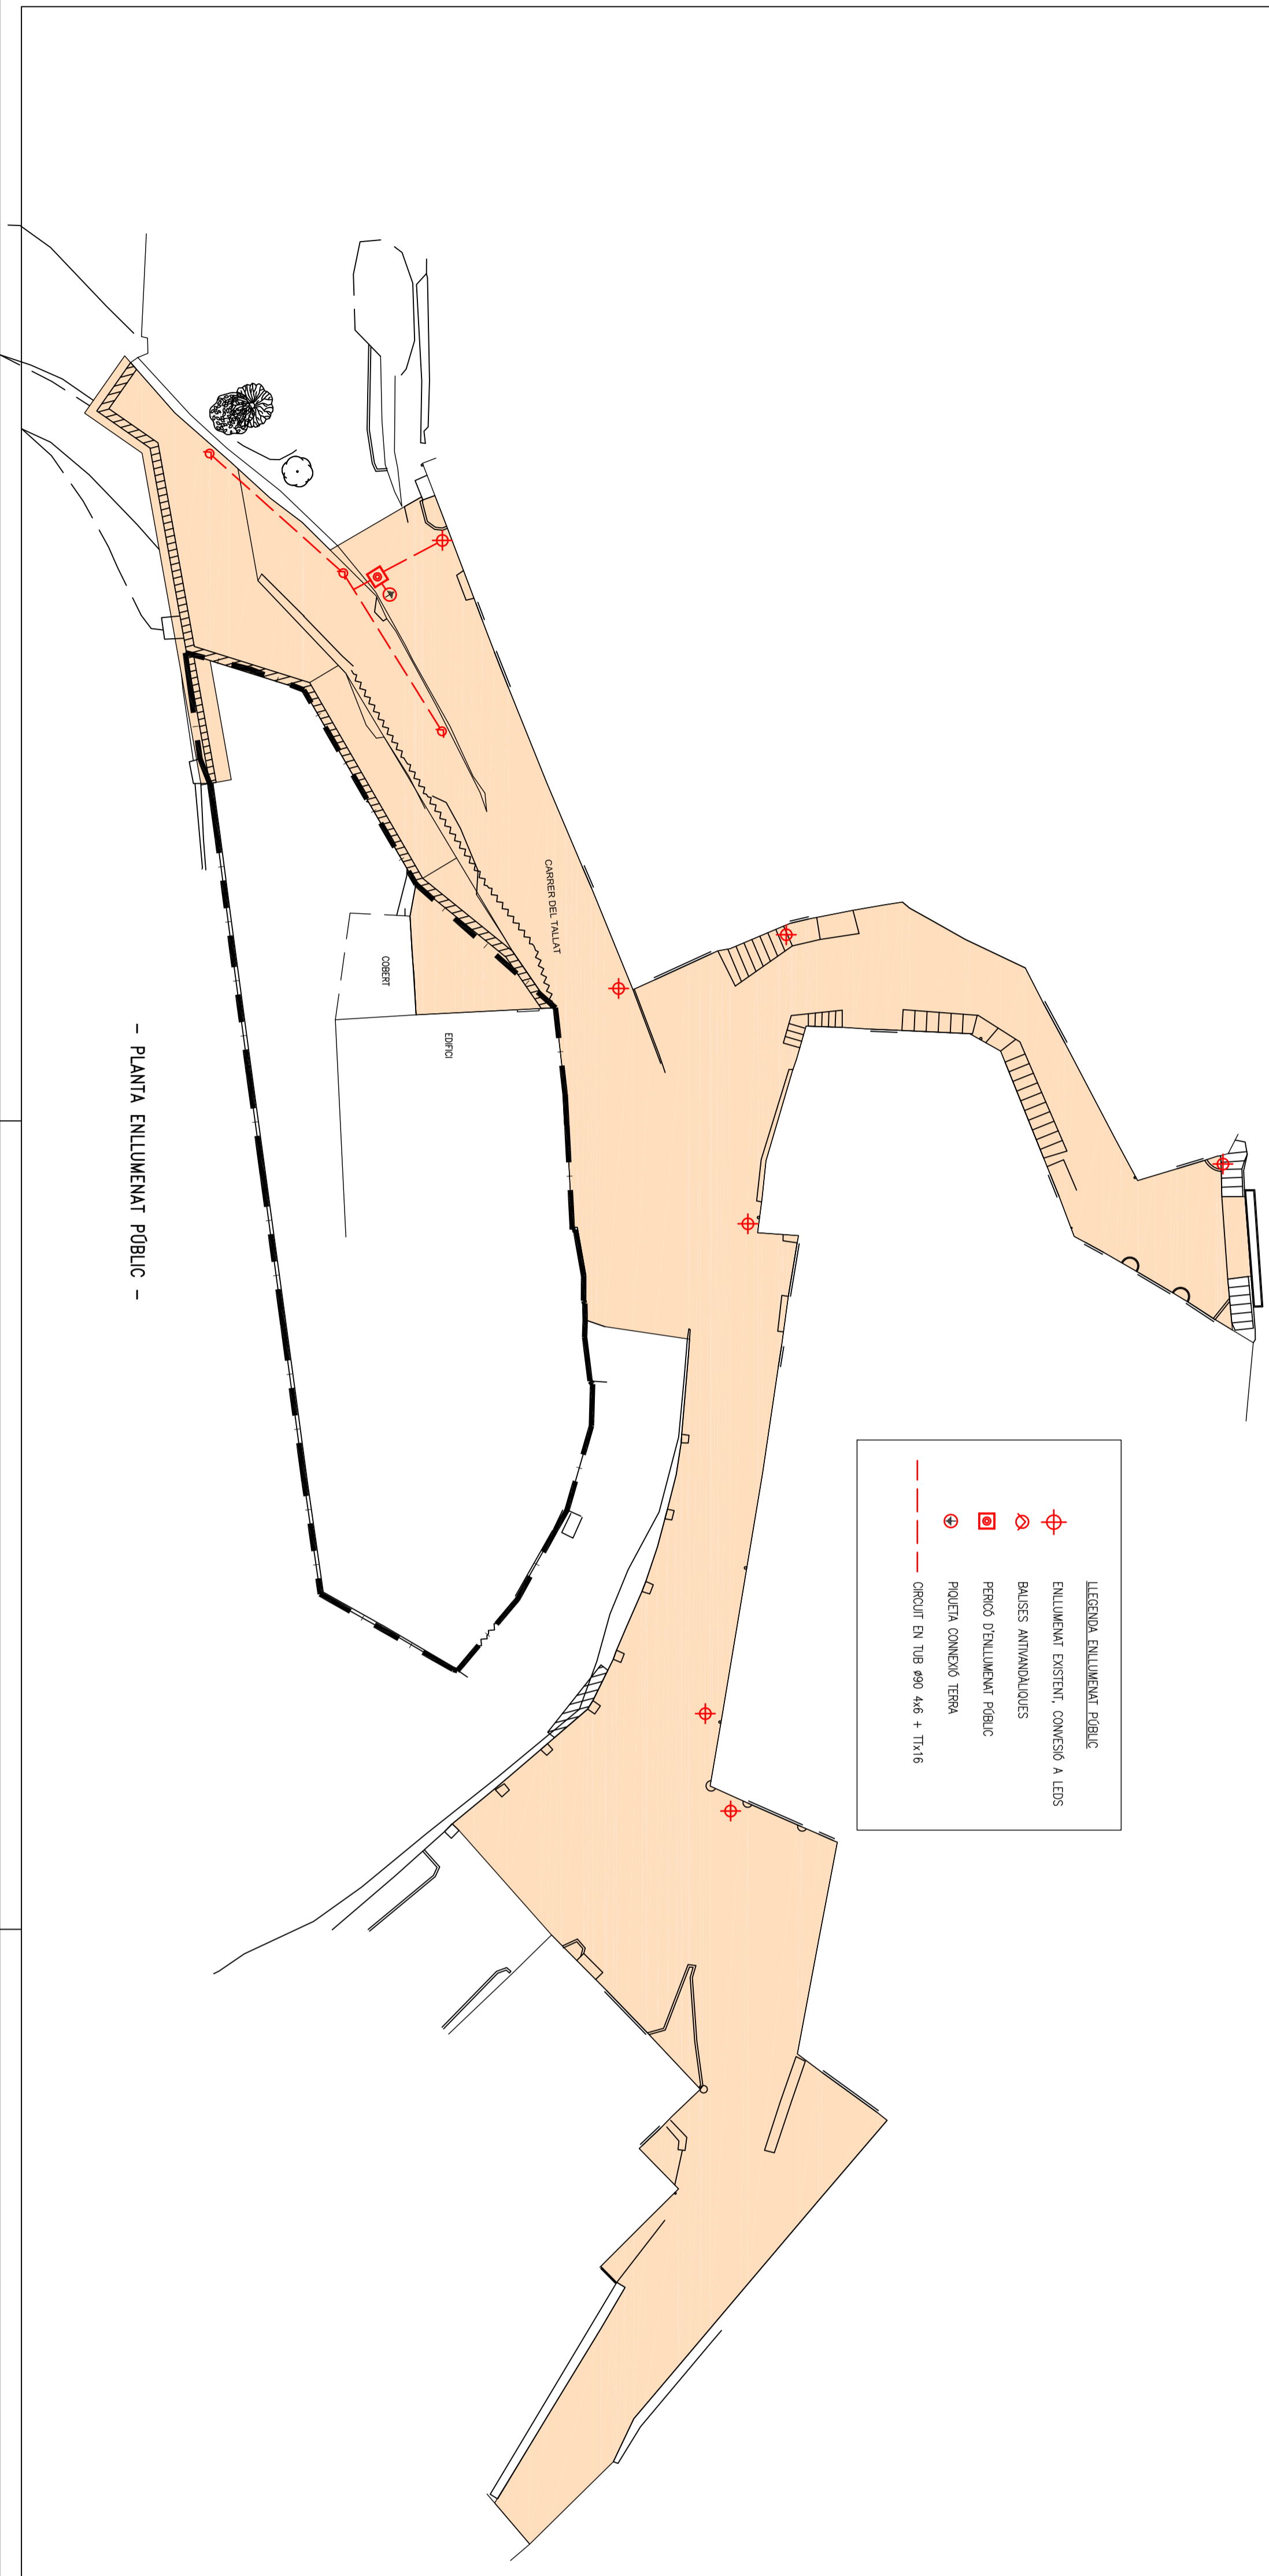 CARRER DEL TALLAT
COBERT
EDIFICI
- PLANTA ENLLUMENAT PÚBLIC -
LLEGENDA ENLLUMENAT PÚBLIC
ENLLUMENAT EXISTENT, CONVESIÓ A LEDS
BALISES ANTIVANDÀLIQUES
PERICÓ D'ENLLUMENAT PÚBLIC
PIQUETA CONNEXIÓ TERRA
CIRCUIT EN TUB Ø90 4x6 + TTx16